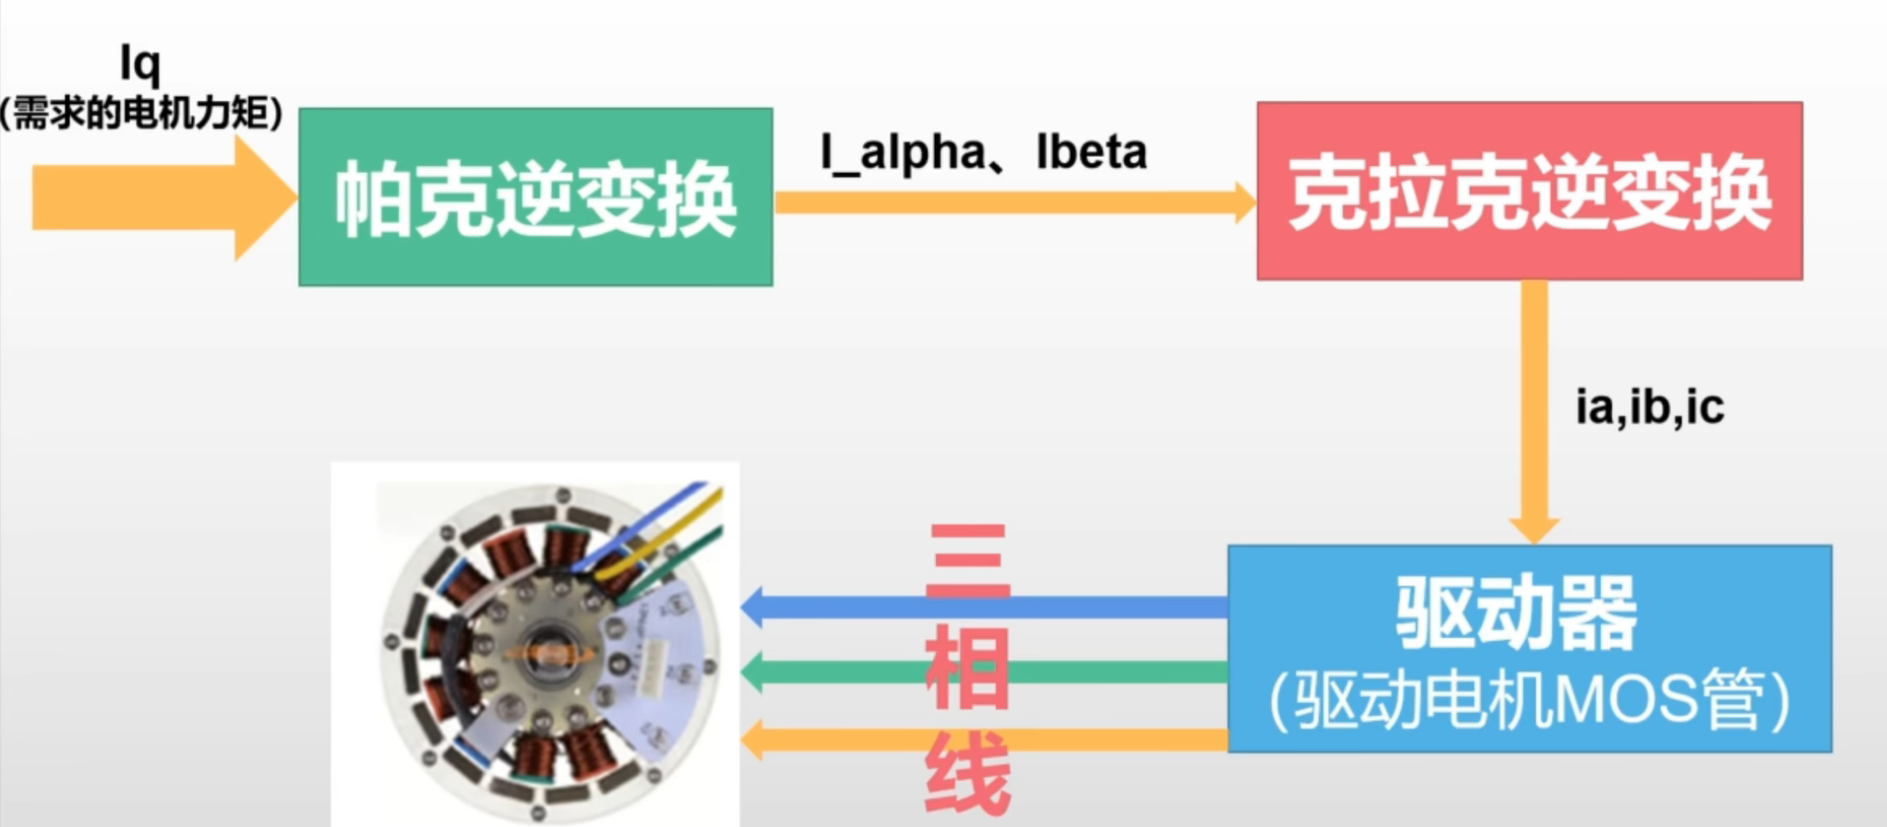 Iq
(需求的电机力矩)
帕克逆变换
I_alpha、Ibeta
克拉克逆变换
ia,ib,ic
驱动器
(驱动电机MOS管)
三
相
线